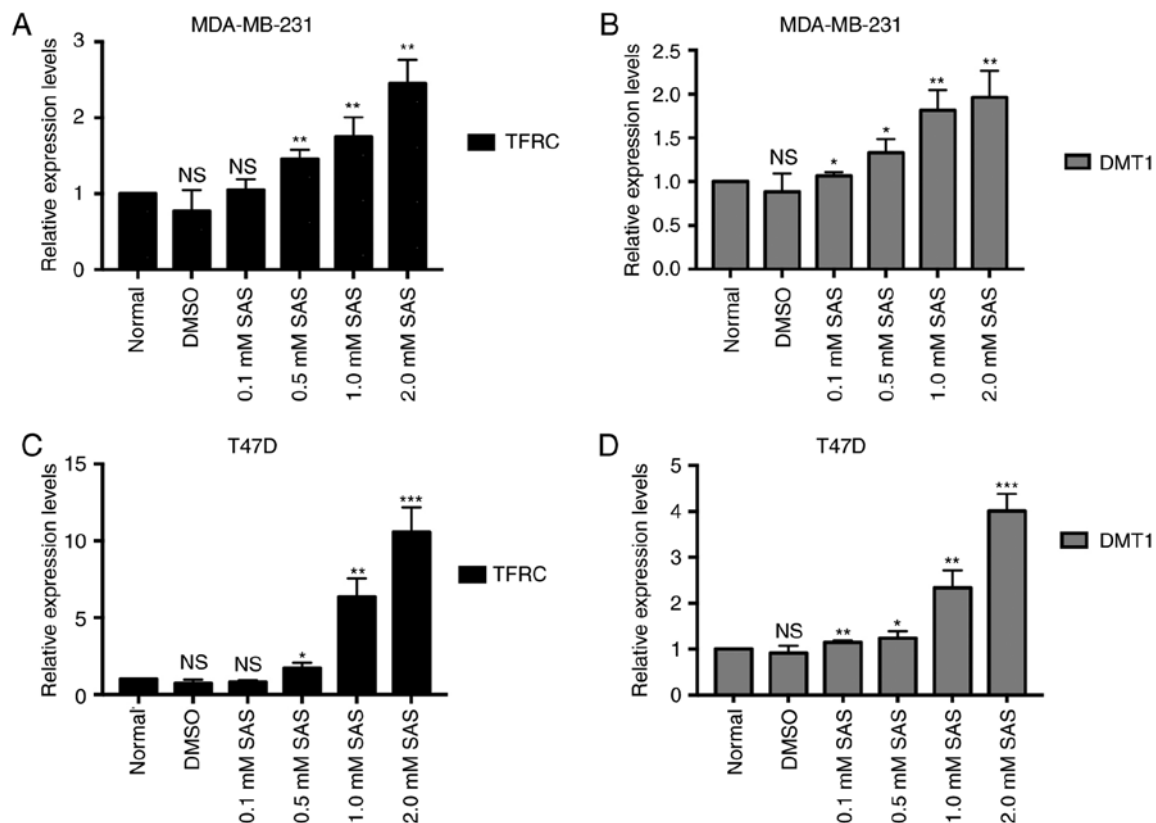 A
MDA-MB-231
Relative expression levels
3
2
1
0
NS
NS
**
**
**
Normal
DMSO
0.1 mM SAS
0.5 mM SAS
1.0 mM SAS
2.0 mM SAS
TFRC
B
MDA-MB-231
Relative expression levels
2.5
2.0
1.5
1.0
0.5
0.0
NS
*
*
**
**
Normal
DMSO
0.1 mM SAS
0.5 mM SAS
1.0 mM SAS
2.0 mM SAS
DMT1
C
T47D
Relative expression levels
15
10
5
0
NS
NS
*
**
***
Normal
DMSO
0.1 mM SAS
0.5 mM SAS
1.0 mM SAS
2.0 mM SAS
TFRC
D
T47D
Relative expression levels
5
4
3
2
1
0
NS
**
*
**
***
Normal
DMSO
0.1 mM SAS
0.5 mM SAS
1.0 mM SAS
2.0 mM SAS
DMT1